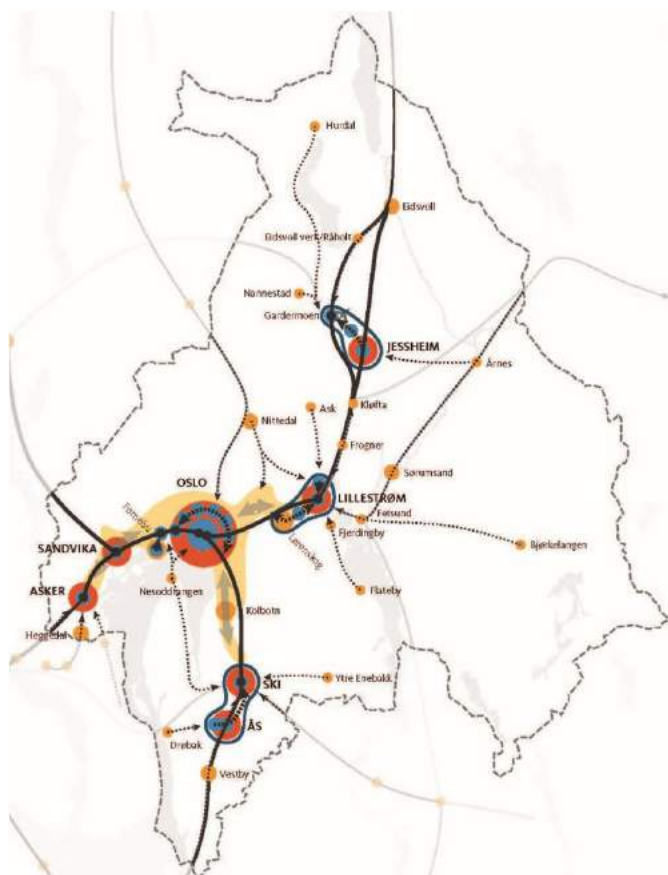 Hurdal
Eidsvoll
Eidsvoll verk/Råholt
Nannestad
Gardermoen
JESSHEIM
Årnes
Kløfta
Ask
Nittedal
Frogner
Sørumsand
OSLO
LILLESTRØM
Fornebu
Lørenskog
Fjerdingby
Fetsund
Bjørkelangen
SANDVIKA
ASKER
Nesoddtangen
Flateby
Kolbotn
Heggedal
SKI
Ytre Enebakk
ÅS
Drøbak
Vestby